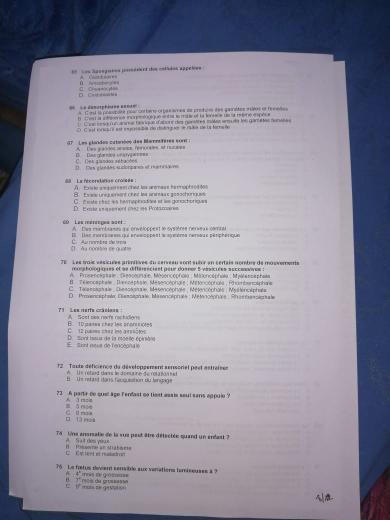 65 Les Spongiaires possèdent des cellules appelées :
A. Cnidoblastes
B. Amoebocytes
C. Choanocytes
66 Le dimorphisme sexuel :
A. C'est la possibilité pour certains organismes de produire des gamètes mâles et femelles
B. C'est la différence morphologique entre le mâle et la femelle de la même espèce
C. C'est lorsqu'un animal fabrique d'abord des gamètes mâles ensuite les gamètes femelles
D. C'est lorsqu'il est impossible de distinguer le mâle de la femelle
67 Les glandes cutanées des Mammifères sont :
A. Des glandes anales, fémorales, et nucales
B. Des glandes uropygiennes
C. Des glandes sébacées
D. Des glandes sudoripares et mammaires
68 La fécondation croisée :
A. Existe uniquement chez les animaux hermaphrodites
B. Existe uniquement chez les animaux gonochoriques
C. Existe chez les hermaphrodites et les gonochoriques
D. Existe uniquement chez les Protozoaires
69 Les méninges sont :
A. Des membranes qui enveloppent le système nerveux central
B. Des membranes qui enveloppent le système nerveux périphérique
C. Au nombre de trois
D. Au nombre de quatre
70 Les trois vésicules primitives du cerveau vont subir un certain nombre de mouvements
morphologiques et se différencient pour donner 5 vésicules successives :
A. Prosencéphale ; Diencéphale, Mésencéphale ; Métencéphale ; Myélencéphale
B. Télencéphale ; Diencéphale, Mésencéphale ; Métencéphale ; Rhombencéphale
C. Télencéphale ; Diencéphale, Mésencéphale ; Métencéphale ; Myélencéphale
D. Prosencéphale, Diencéphale, Mésencéphale ; Métencéphale ; Rhombencéphale
71 Les nerfs crâniens :
A. Sont des nerfs rachidiens
B. 10 paires chez les anamniotes
C. 12 paires chez les amniotes
D. Sont issus de la moelle épinière
E. Sont issus de l'encéphale
72 Toute déficience du développement sensoriel peut entraîner
A. Un retard dans le domaine du relationnel
B. Un retard dans l'acquisition du langage
73 A partir de quel âge l'enfant se tient assis seul sans appuie ?
A. 3 mois
B. 5 mois
C. 8 mois
D. 13 mois
74 Une anomalie de la vue peut être détectée quand un enfant ?
A. Suit des yeux
B. Présente un strabisme
C. Est lent et maladroit
75 Le fœtus devient sensible aux variations lumineuses à ?
A. 4° mois de grossesse
B. 7° mois de grossesse
C. 9° mois de gestation